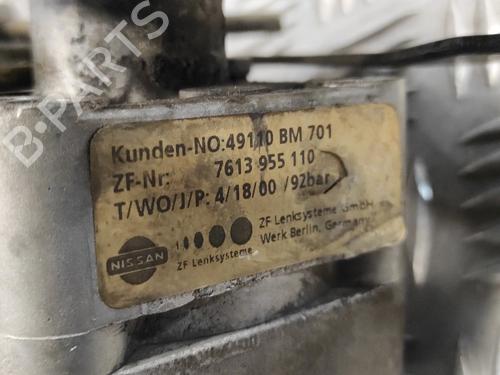 B-PARTS
Kunden-NO:49110 BM 701
ZF-Nr: 7613 955 110
T/WO/J/P: 4/18/00 /92bar
NISSAN
ZF Lenksysteme
ZF Lenksysteme GmbH
Werk Berlin, Germany